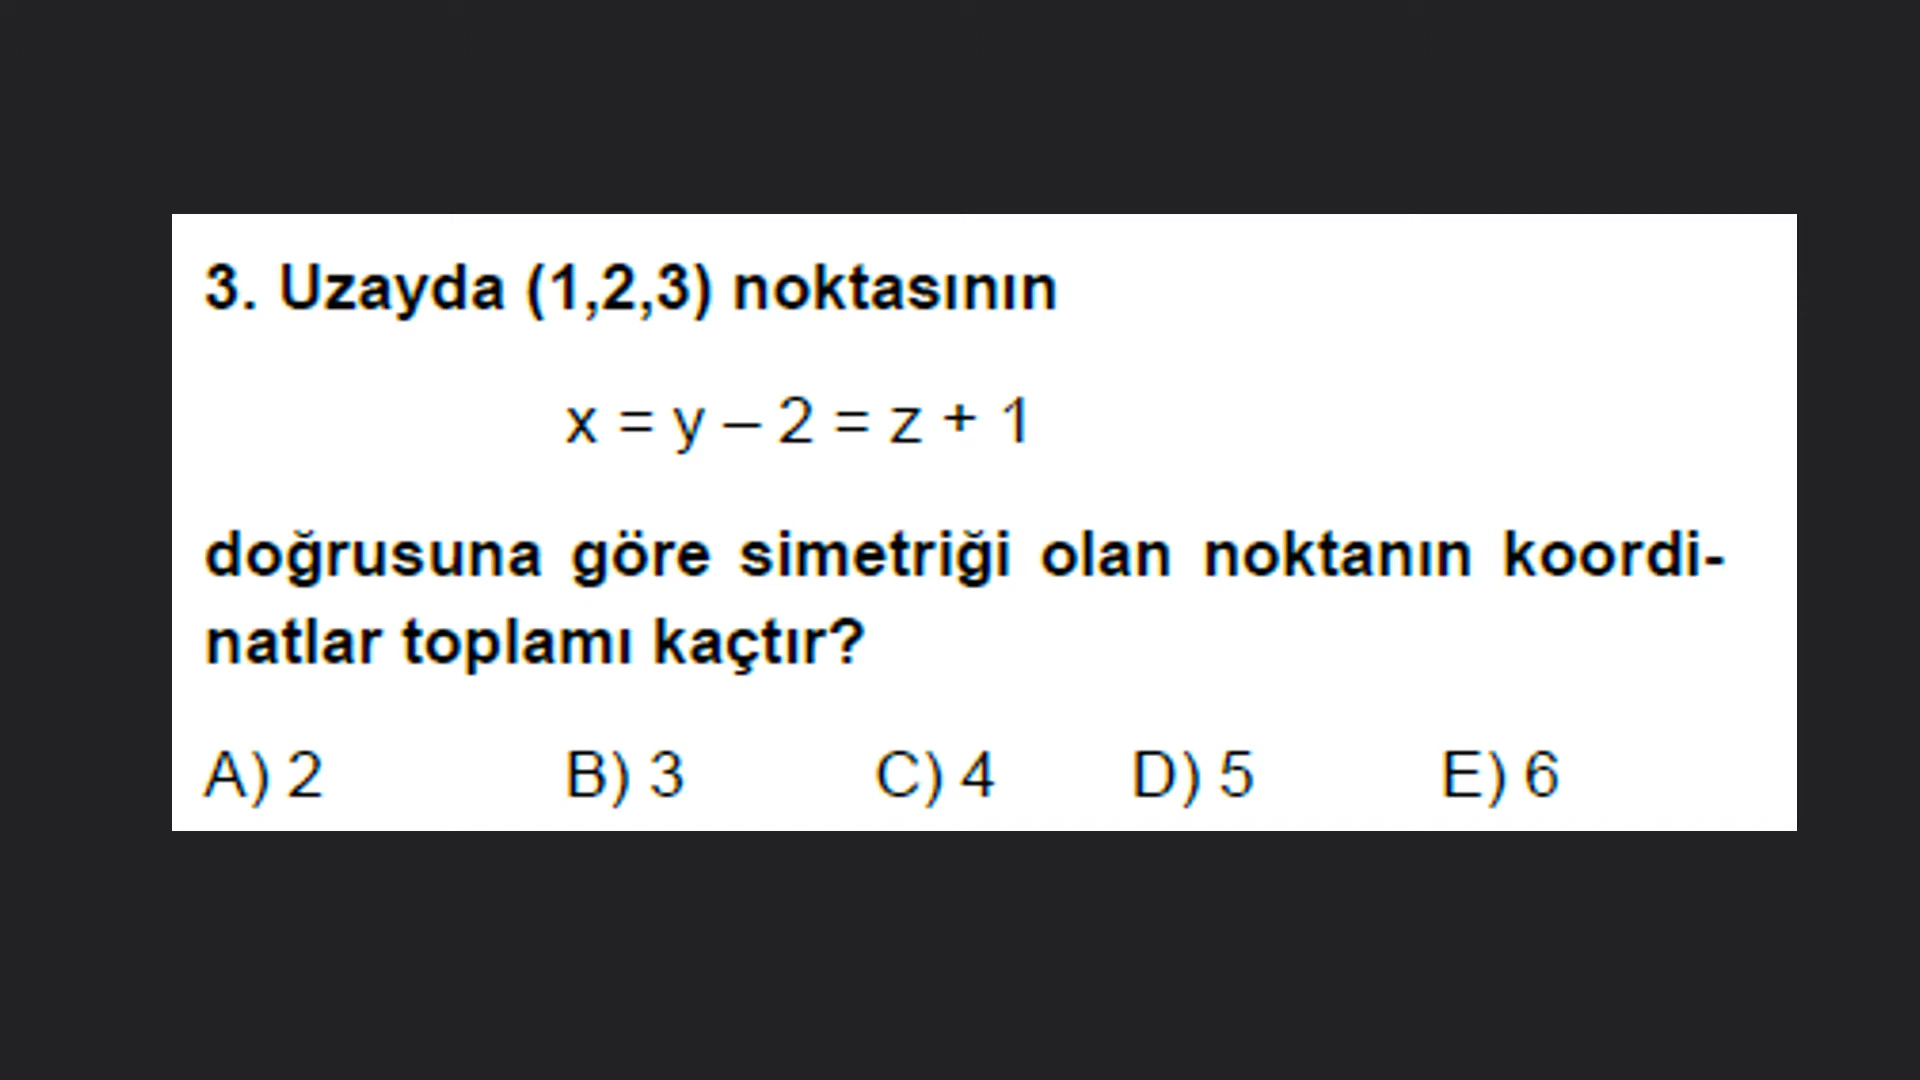 3. Uzayda (1,2,3) noktasının
x = y – 2 = z + 1
doğrusuna göre simetriği olan noktanın koordi-
natlar toplamı kaçtır?
A) 2 B) 3 C) 4 D) 5 E) 6